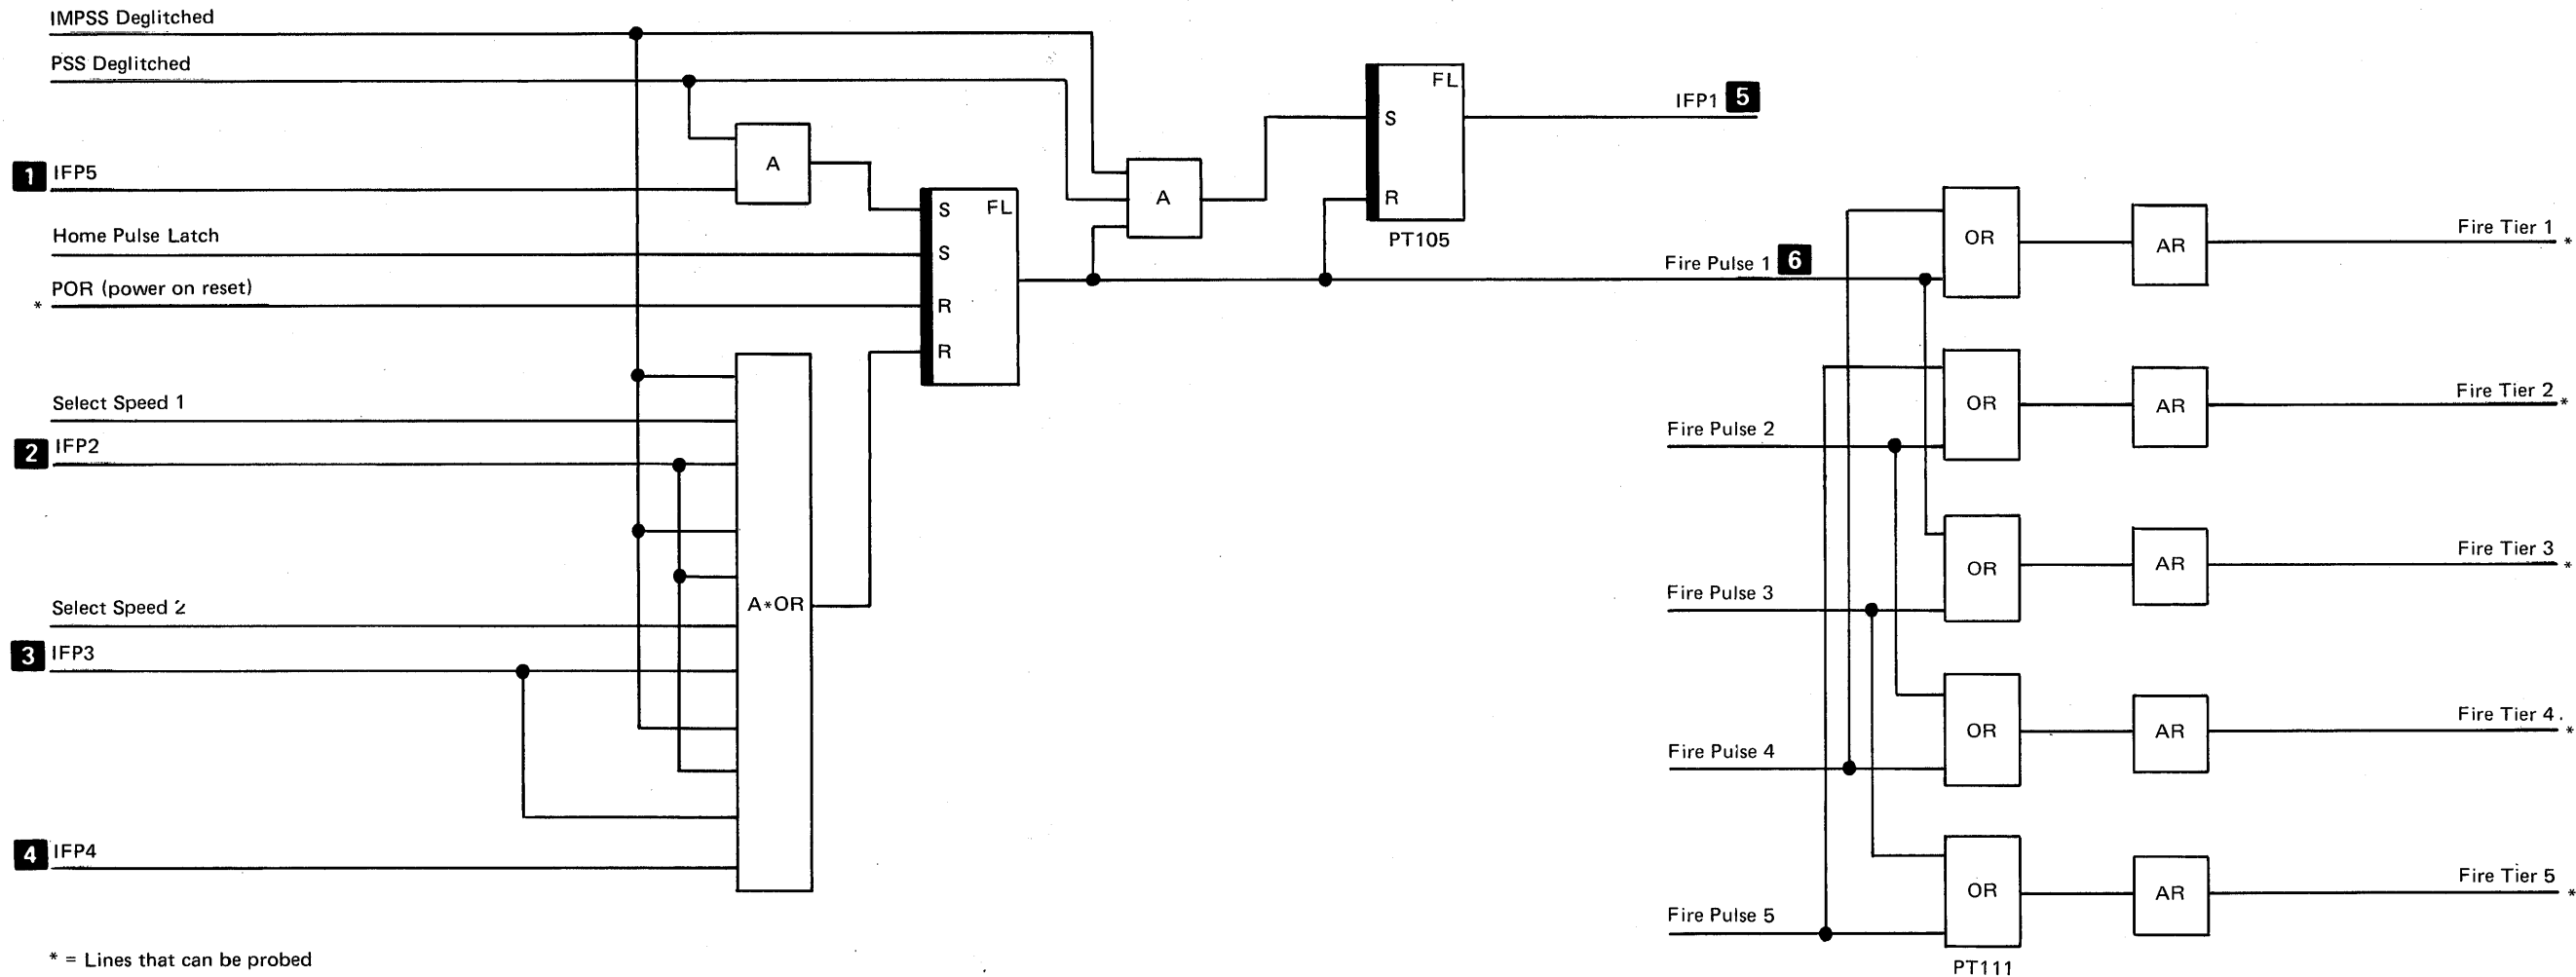 IMPSS Deglitched
PSS Deglitched
1 IFP5
A
Home Pulse Latch
* POR (power on reset)
S FL
S
R
R
A
FL
S
R
PT105
IFP1 5
Fire Pulse 1 6
Select Speed 1
2 IFP2
Select Speed 2
3 IFP3
4 IFP4
A*OR
Fire Pulse 2
Fire Pulse 3
Fire Pulse 4
Fire Pulse 5
OR AR Fire Tier 1 *
OR AR Fire Tier 2 *
OR AR Fire Tier 3 *
OR AR Fire Tier 4 *
OR AR Fire Tier 5 *
PT111
* = Lines that can be probed